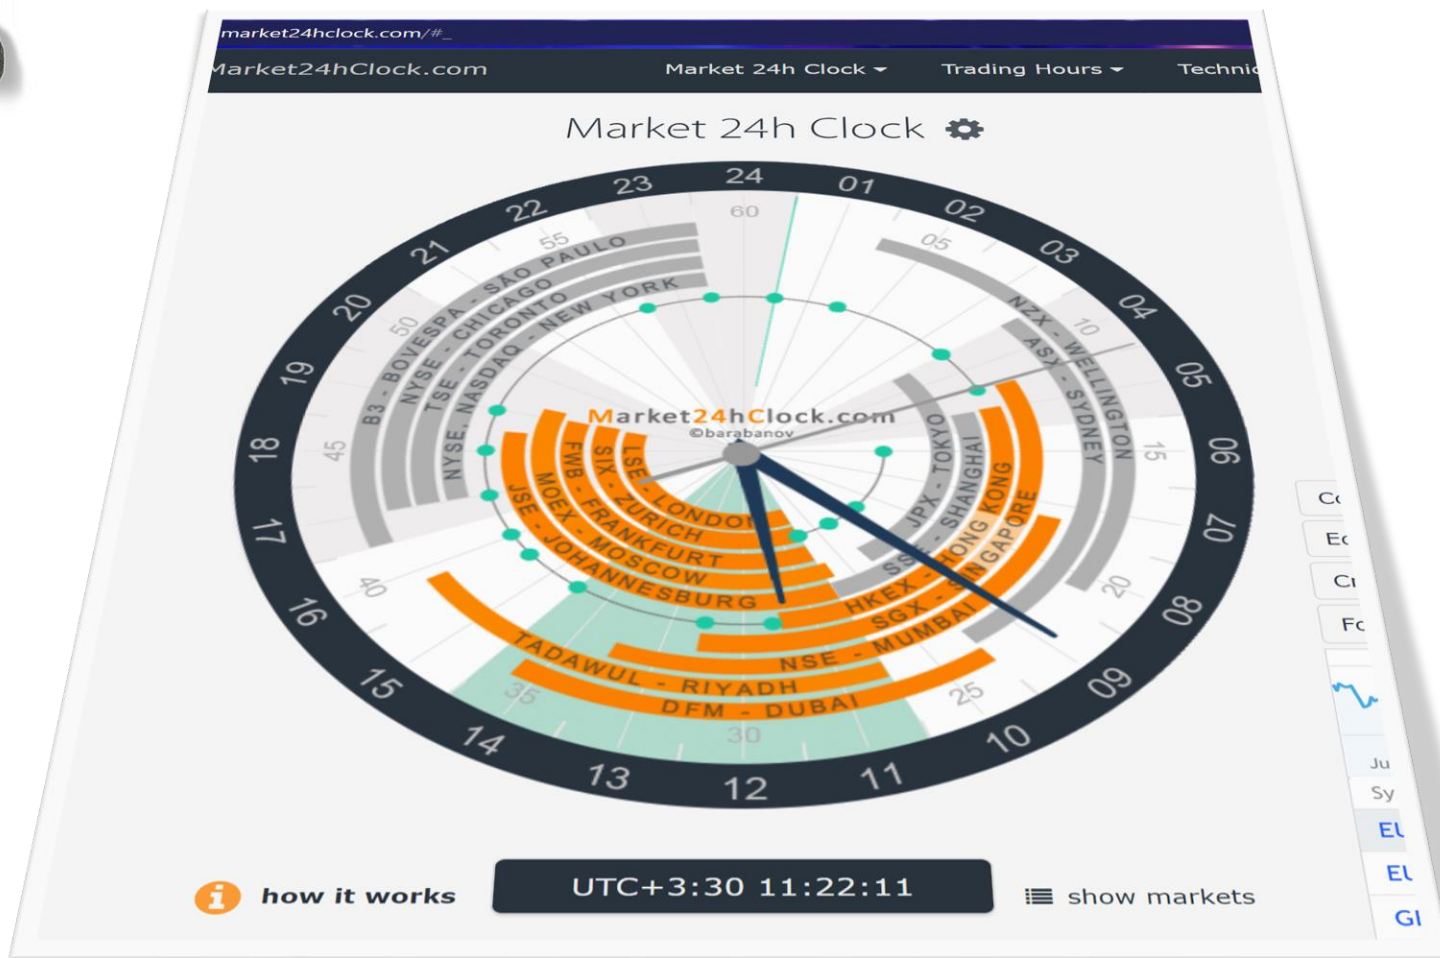 market24hclock.com/#_
Market24hClock.com Market 24h Clock Trading Hours
Market 24h Clock
24
23 01
22 02
21 03
20 04
19 05
18 06
17 07
16 08
15 09
14 10
13 11
12
60
55 05
50 10
45 15
40 20
35 25
30
B3 - BOVESPA - SÃO PAULO
NYSE - CHICAGO
TSE - TORONTO
NYSE, NASDAQ - NEW YORK
NZX - WELLINGTON
ASX - SYDNEY
Market24hClock.com
©barabanov
JPX - TOKYO
SSE - SHANGHAI
HKEX - HONG KONG
SGX - SINGAPORE
NSE - MUMBAI
LSE - LONDON
SIX - ZURICH
FWB - FRANKFURT
MOEX - MOSCOW
JSE - JOHANNESBURG
TADAWUL - RIYADH
DFM - DUBAI
how it works
UTC+3:30 11:22:11
show markets
Ju
Sy